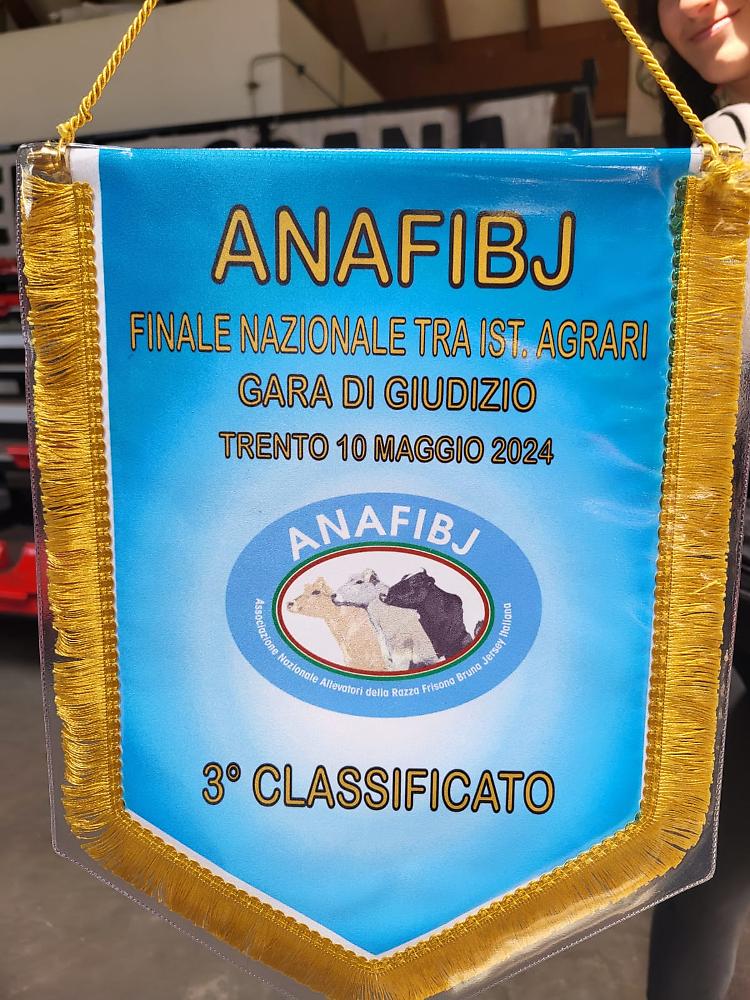 ANAFIBJ
FINALE NAZIONALE TRA IST. AGRARI
GARA DI GIUDIZIO
TRENTO 10 MAGGIO 2024
ANAFIBJ
Associazione Nazionale Allevatori della Razza Frisona Bruna Jersey Italiana
3° CLASSIFICATO